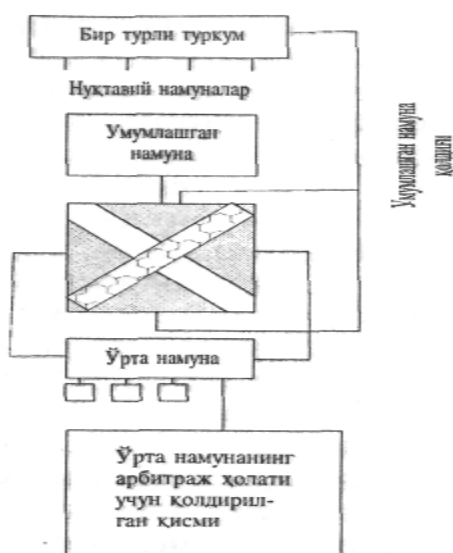 Бир турли туркум
Нуқтавий намуналар
Умумлашган
намуна
Умумлашган намуна
қолдиғи
Ўрта намуна
Ўрта намунанинг
арбитраж ҳолати
учун қолдирил-
ган қисми